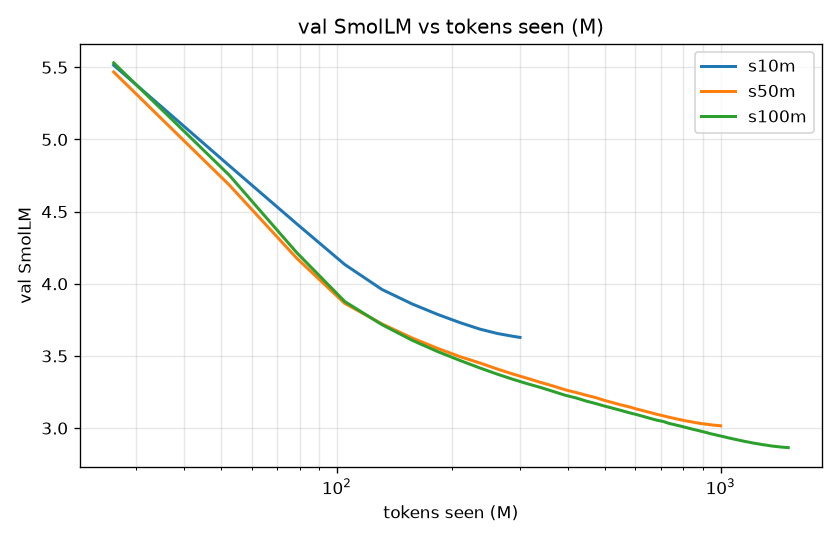 val SmolLM vs tokens seen (M)
s10m
s50m
s100m
5.5
5.0
4.5
4.0
3.5
3.0
val SmolLM
10²
10³
tokens seen (M)